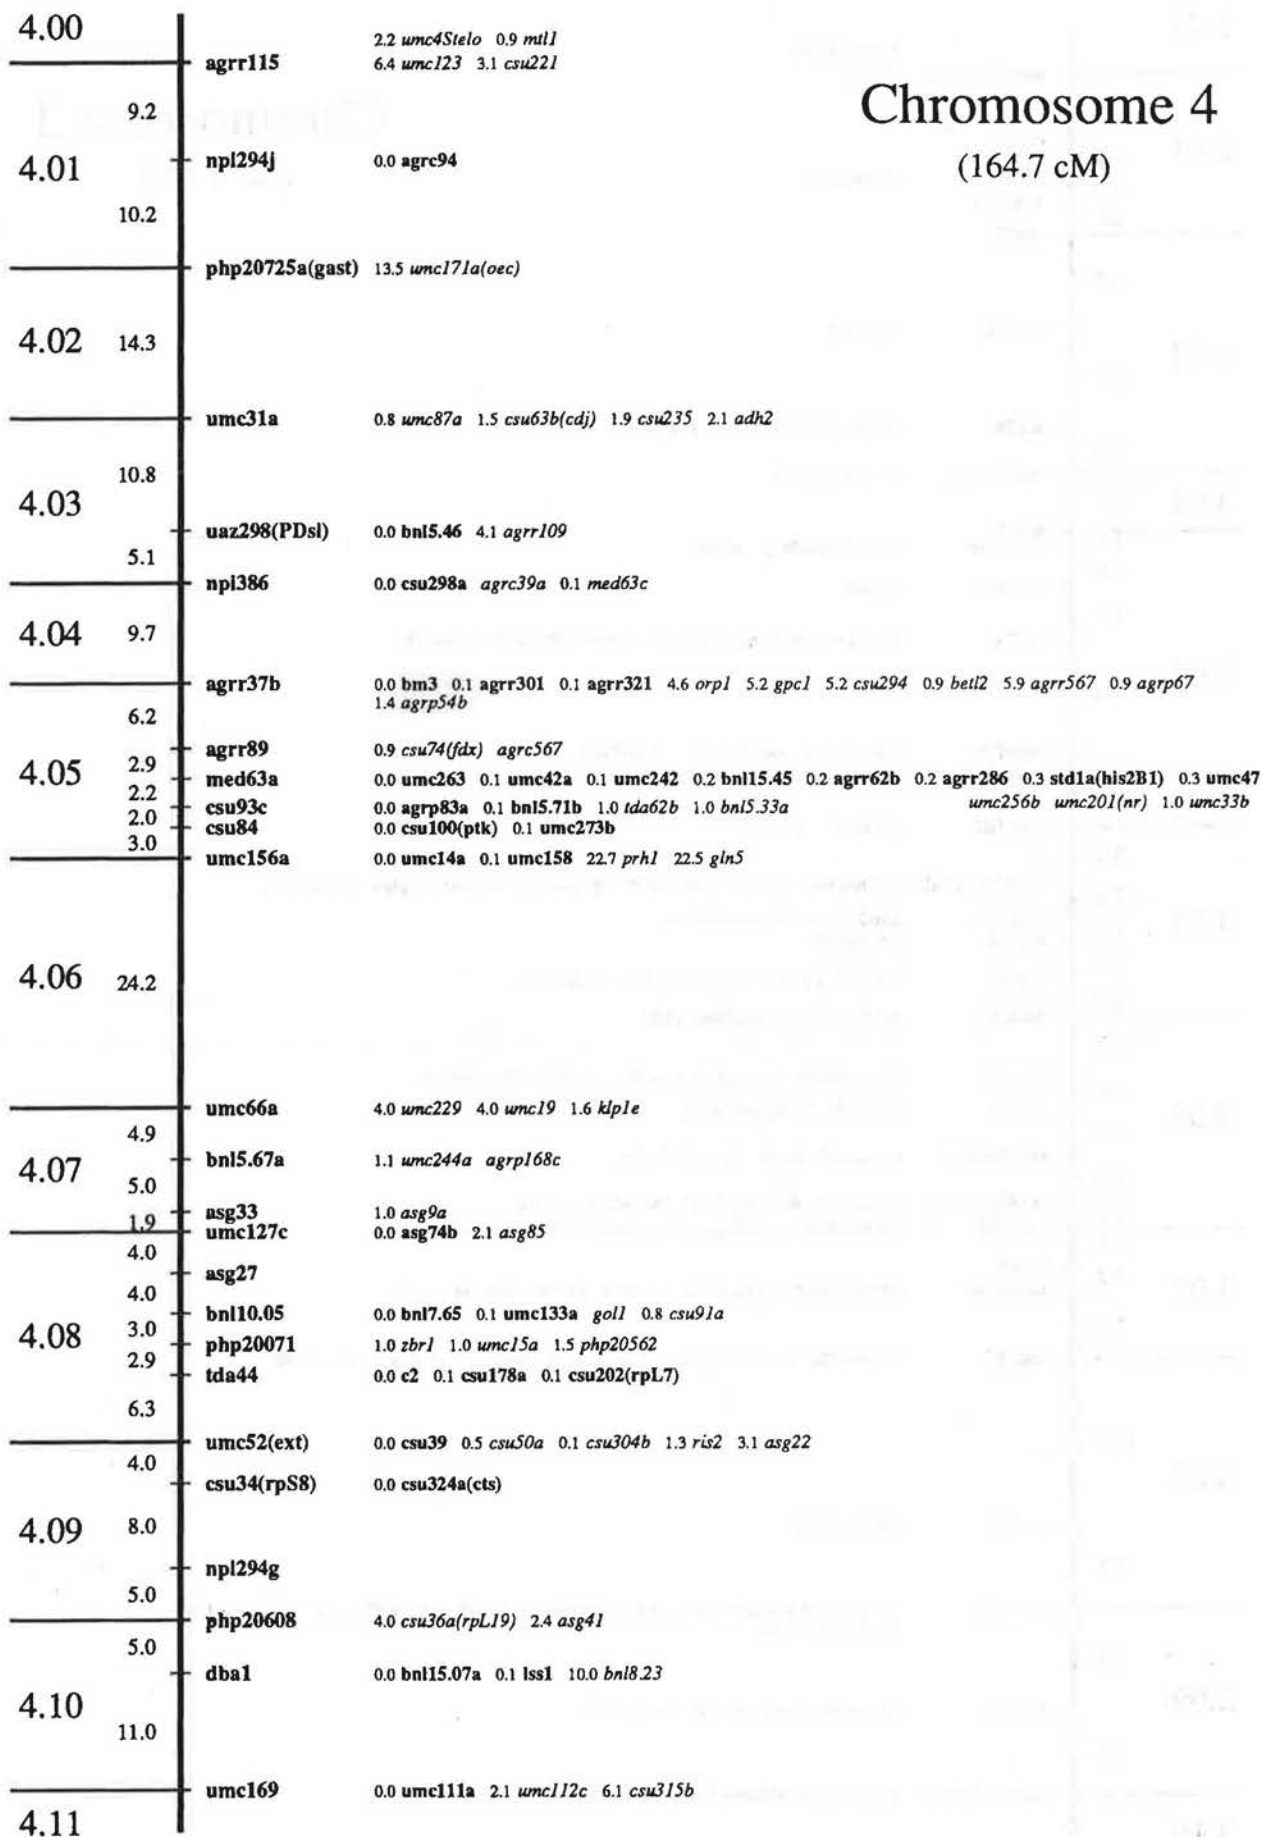 4.00
2.2 umc4Stelo 0.9 mtl1
agrr115 6.4 umc123 3.1 csu221
Chromosome 4
(164.7 cM)
9.2
4.01
npl294j 0.0 agrc94
10.2
php20725a(gast) 13.5 umc171a(oec)
4.02 14.3
umc31a 0.8 umc87a 1.5 csu63b(cdj) 1.9 csu235 2.1 adh2
10.8
4.03
uaz298(PDsI) 0.0 bnl5.46 4.1 agrr109
5.1
npl386 0.0 csu298a agrc39a 0.1 med63c
4.04 9.7
agrr37b 0.0 bm3 0.1 agrr301 0.1 agrr321 4.6 orp1 5.2 gpc1 5.2 csu294 0.9 betl2 5.9 agrr567 0.9 agrp67
1.4 agrp54b
6.2
agrr89 0.9 csu74(fdx) agrc567
4.05 2.9
med63a 0.0 umc263 0.1 umc42a 0.1 umc242 0.2 bnl15.45 0.2 agrr62b 0.2 agrr286 0.3 std1a(his2B1) 0.3 umc47
umc256b umc201(nr) 1.0 umc33b
2.2
csu93c 0.0 agrp83a 0.1 bnl5.71b 1.0 tda62b 1.0 bnl5.33a
2.0
csu84 0.0 csu100(ptk) 0.1 umc273b
3.0
umc156a 0.0 umc14a 0.1 umc158 22.7 prh1 22.5 gln5
4.06 24.2
umc66a 4.0 umc229 4.0 umc19 1.6 klp1e
4.9
4.07
bnl5.67a 1.1 umc244a agrp168c
5.0
asg33 1.0 asg9a
1.9
umc127c 0.0 asg74b 2.1 asg85
4.0
asg27
4.0
bnl10.05 0.0 bnl7.65 0.1 umc133a gol1 0.8 csu91a
4.08 3.0
php20071 1.0 zbr1 1.0 umc15a 1.5 php20562
2.9
tda44 0.0 c2 0.1 csu178a 0.1 csu202(rpL7)
6.3
umc52(ext) 0.0 csu39 0.5 csu50a 0.1 csu304b 1.3 ris2 3.1 asg22
4.0
csu34(rpS8) 0.0 csu324a(cts)
4.09 8.0
npl294g
5.0
php20608 4.0 csu36a(rpL19) 2.4 asg41
5.0
dba1 0.0 bnl15.07a 0.1 lss1 10.0 bnl8.23
4.10
11.0
umc169 0.0 umc111a 2.1 umc112c 6.1 csu315b
4.11